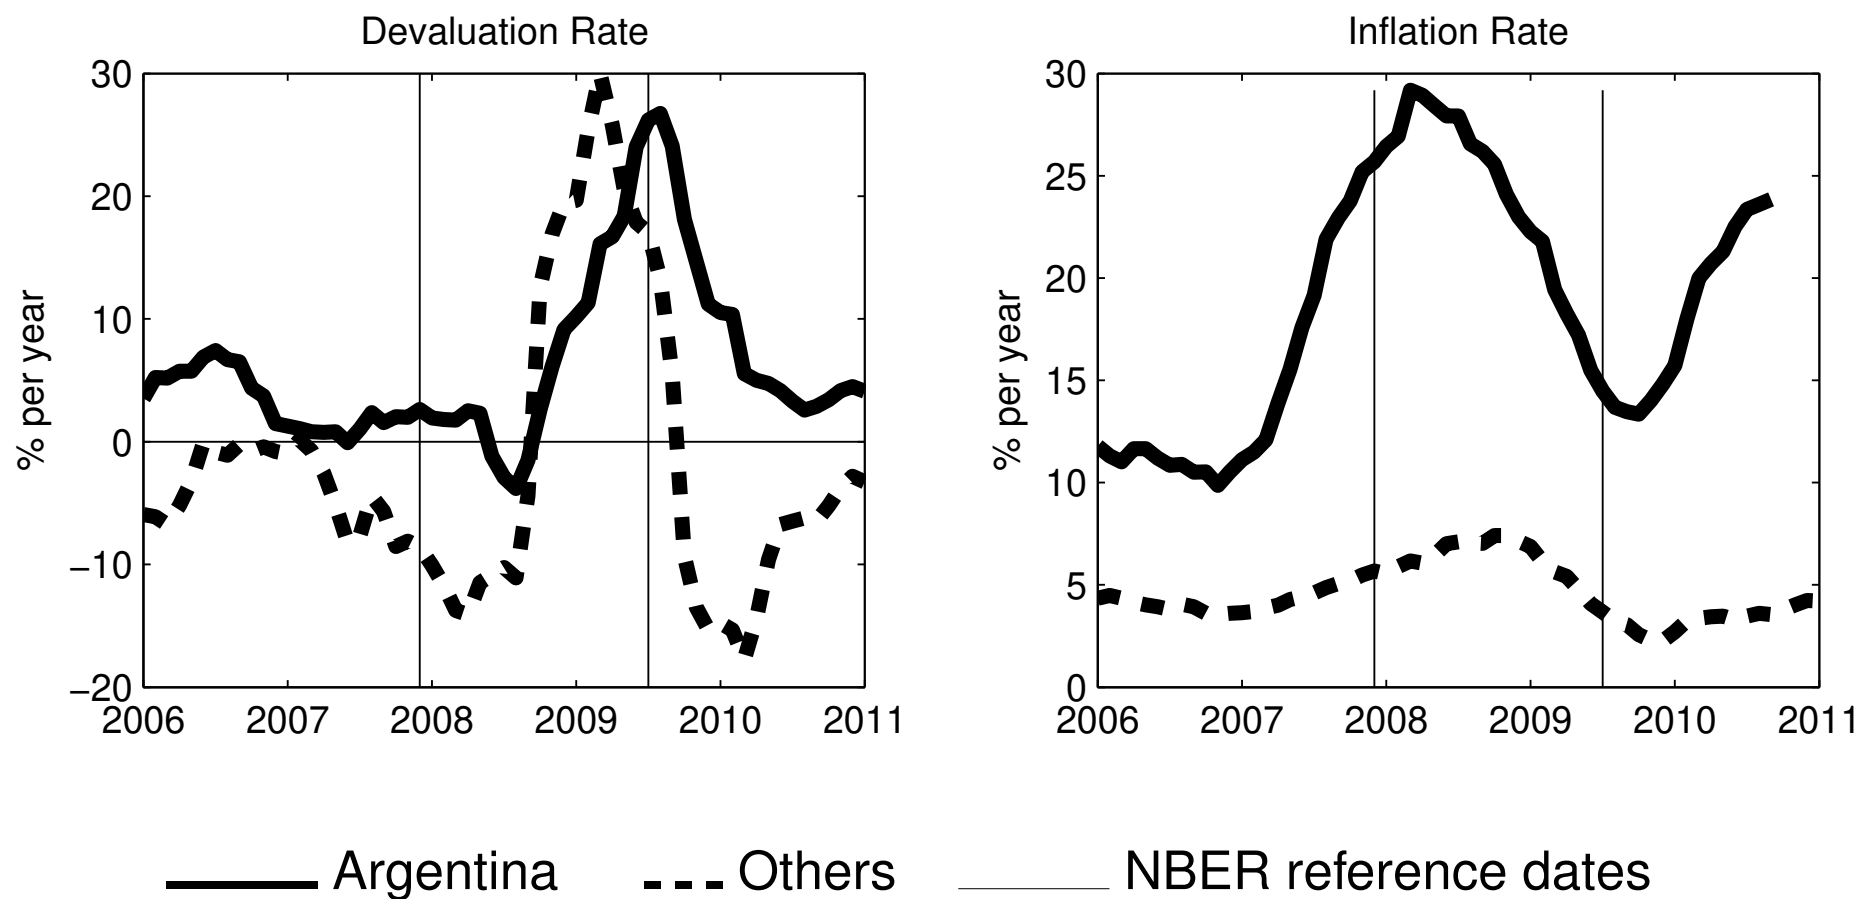 Devaluation Rate
% per year
30
20
10
0
−10
−20
2006 2007 2008 2009 2010 2011
Inflation Rate
% per year
30
25
20
15
10
5
0
2006 2007 2008 2009 2010 2011
Argentina Others NBER reference dates